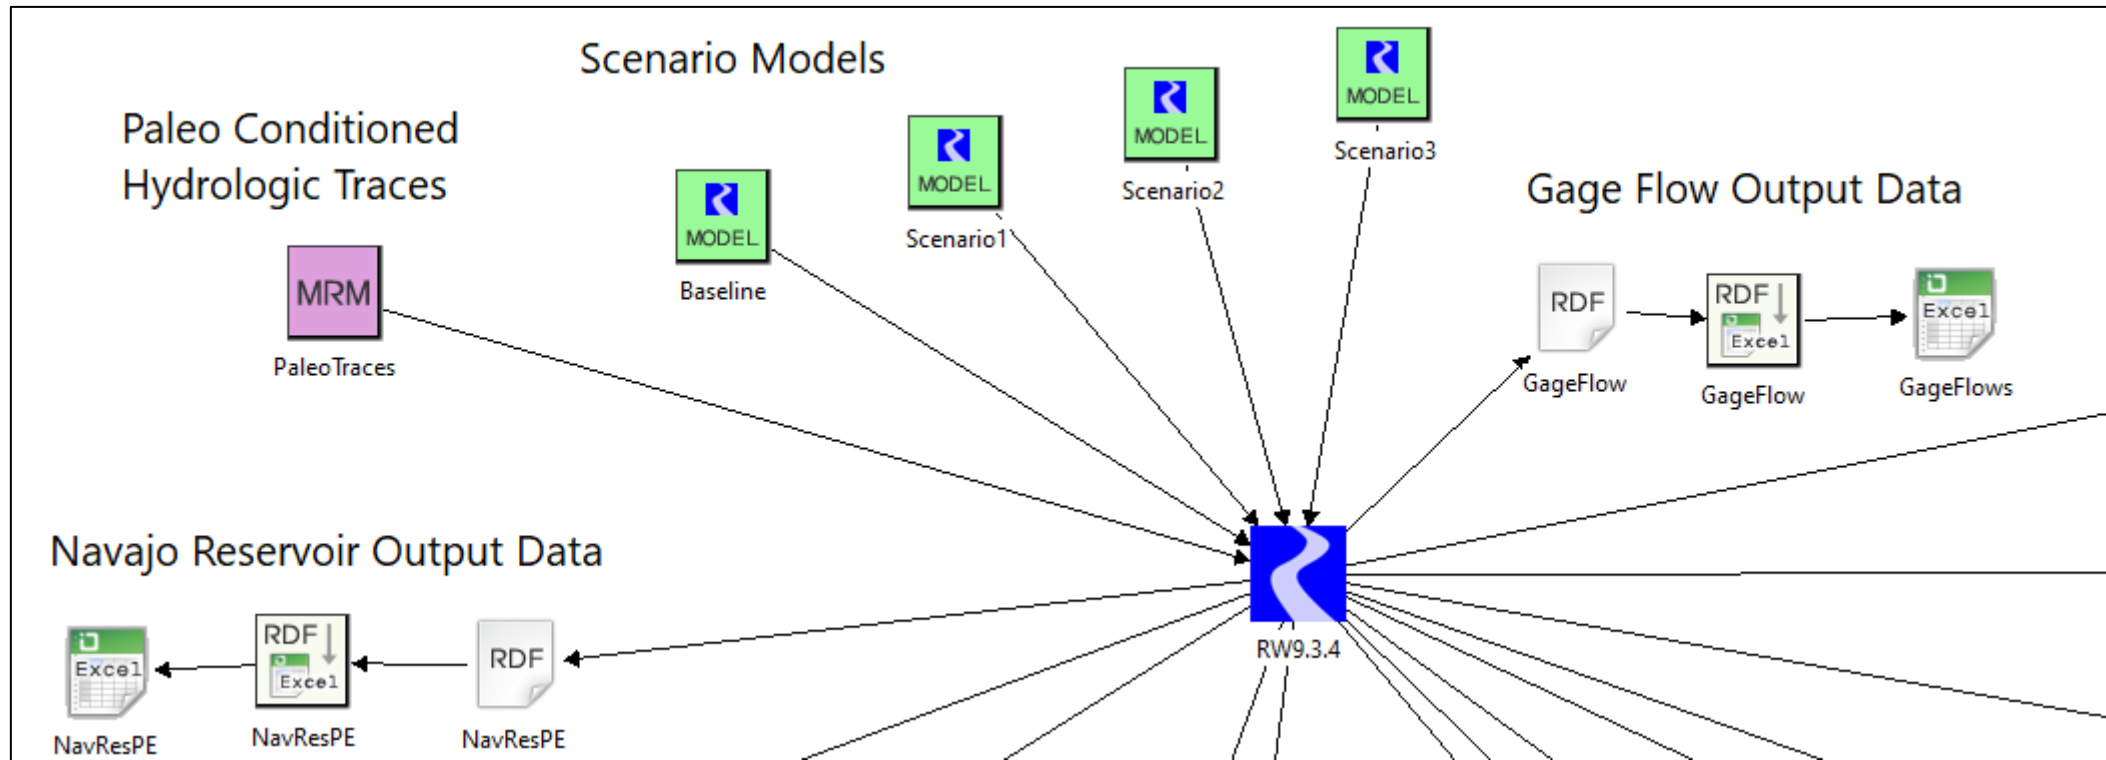 Scenario Models
MODEL
Scenario3
MODEL
Scenario2
MODEL
Scenario1
MODEL
Baseline
Paleo Conditioned
Hydrologic Traces
MRM
PaleoTraces
Gage Flow Output Data
RDF
GageFlow
RDF
Excel
GageFlow
Excel
GageFlows
RW9.3.4
Navajo Reservoir Output Data
Excel
NavResPE
RDF
Excel
NavResPE
RDF
NavResPE